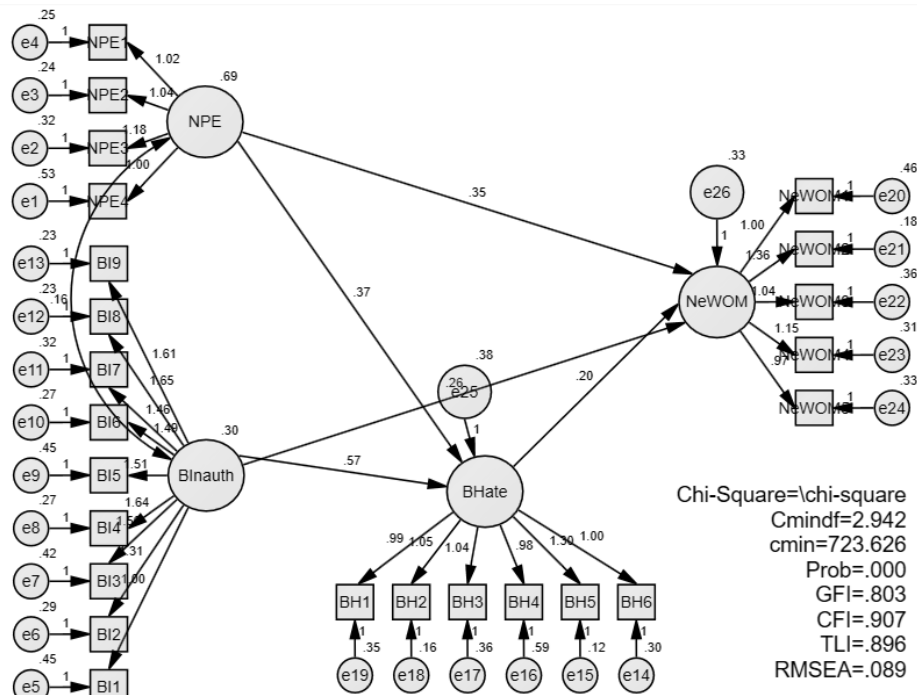 .25
e4 1 NPE1 1.02
.24
e3 1 NPE2 1.04
.32
e2 1 NPE3 1.18
.53
e1 1 NPE4 1.00
.69
NPE
.16
.35
.37
.23
e13 1 BI9 1.61
.23
e12 1 BI8 1.65
.32
e11 1 BI7 1.46
.27
e10 1 BI6 1.49
.45
e9 1 BI5 1.51
.27
e8 1 BI4 1.64
.42
e7 1 BI3
.29
e6 1 BI2 .31
.45
e5 1 BI1 1.00
.30
BInauth
.57
.26
.38
e25
1
BHate
.20
.33
e26
1
NeWOM
.46
1.00 1 e20
.18
1.36 1 e21
.36
1.04 1 e22
.31
1.15 1 e23
.33
.97 1 e24
.99 1.05 1.04 .98 1.30 1.00
BH1 BH2 BH3 BH4 BH5 BH6
1 1 1 1 1 1
.35 .16 .36 .59 .12 .30
e19 e18 e17 e16 e15 e14
Chi-Square=\chi-square
Cmindf=2.942
cmin=723.626
Prob=.000
GFI=.803
CFI=.907
TLI=.896
RMSEA=.089